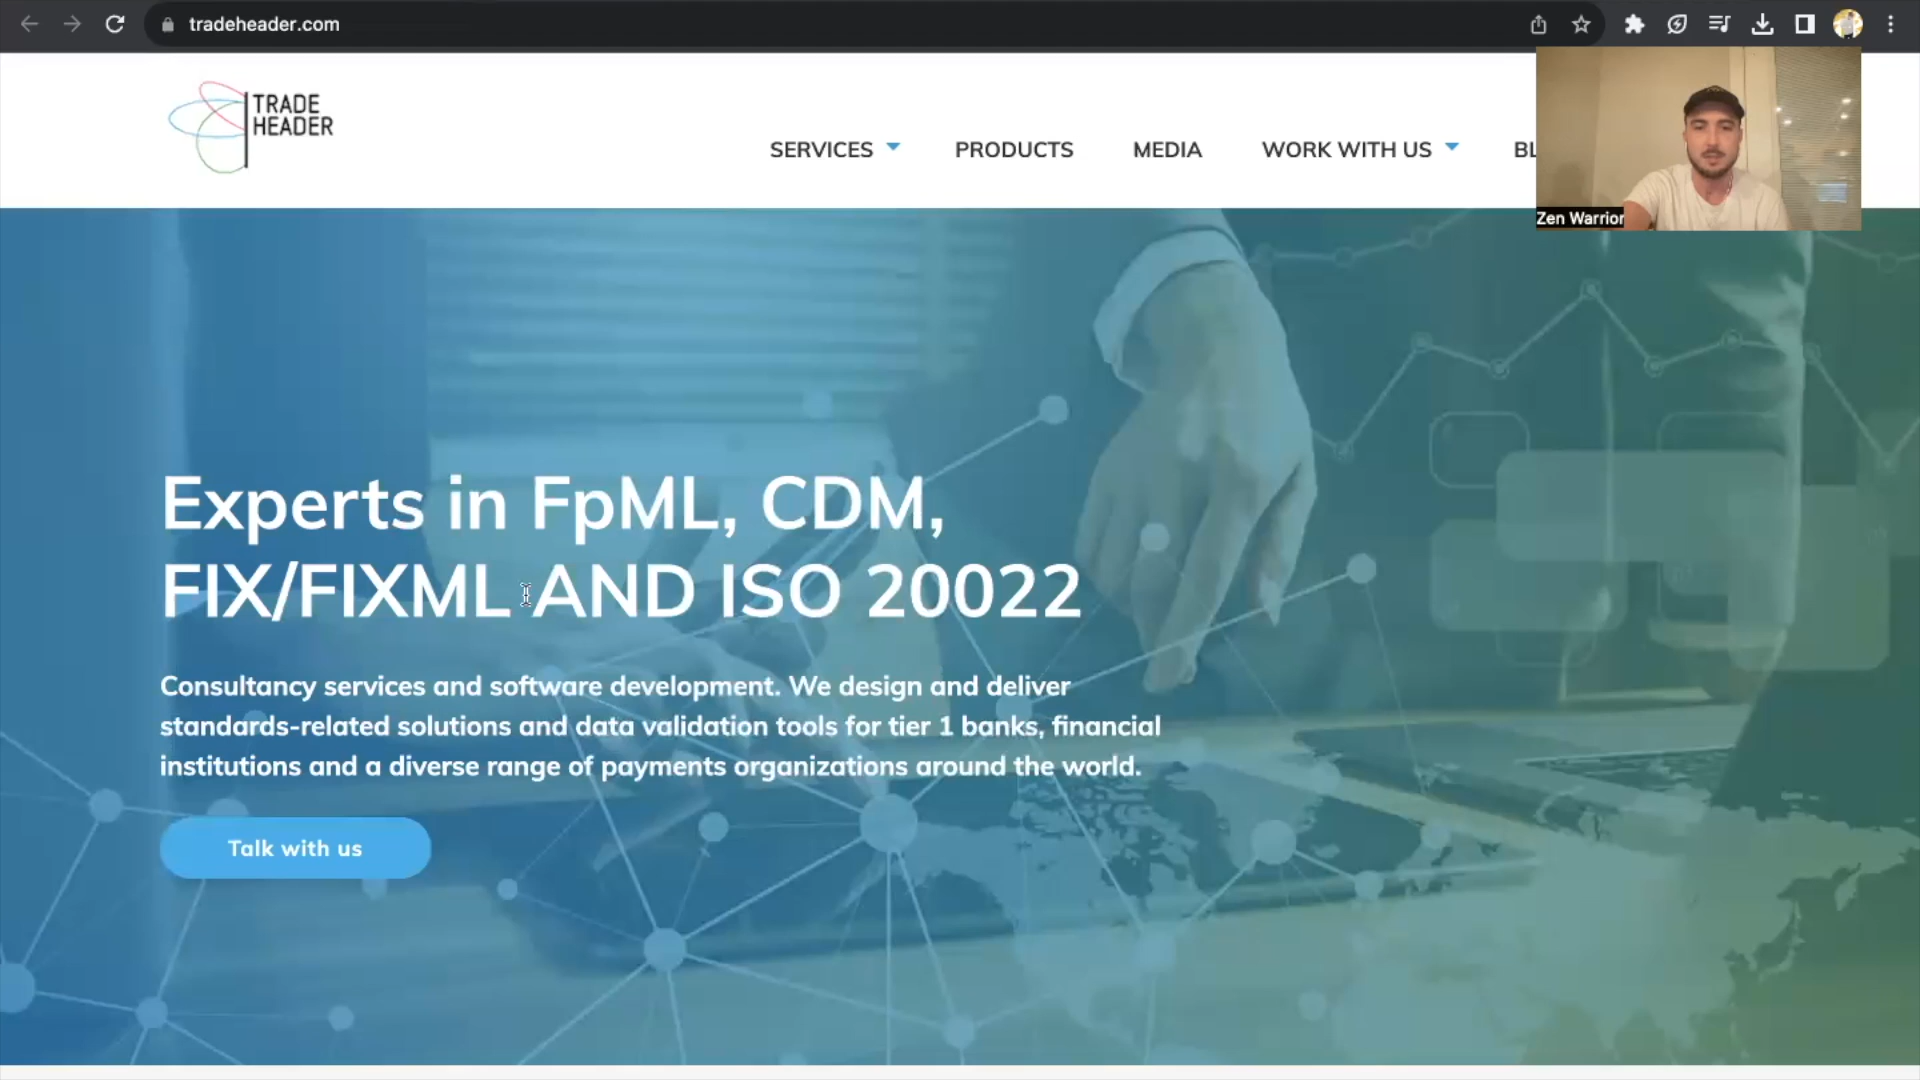 tradeheader.com
TRADE
HEADER
SERVICES PRODUCTS MEDIA WORK WITH US
Zen Warrior
Experts in FpML, CDM,
FIX/FIXML AND ISO 20022
Consultancy services and software development. We design and deliver
standards-related solutions and data validation tools for tier 1 banks, financial
institutions and a diverse range of payments organizations around the world.
Talk with us